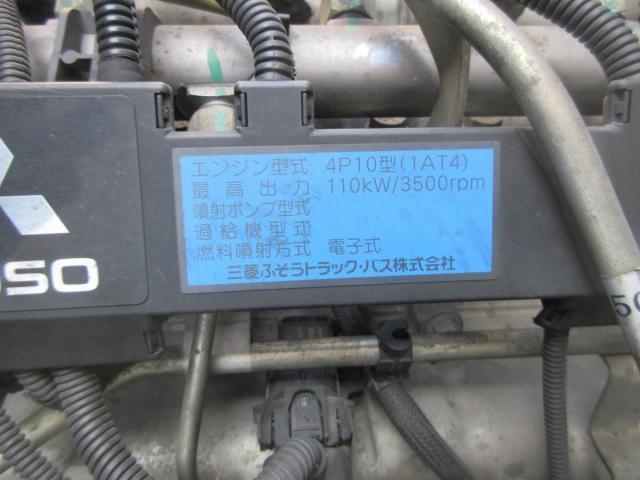 エンジン型式 4P10型(1AT4)
最高出力 110kW/3500rpm
噴射ポンプ型式
過給機型式
燃料噴射方式 電子式
三菱ふそうトラック・バス株式会社
OSO
50